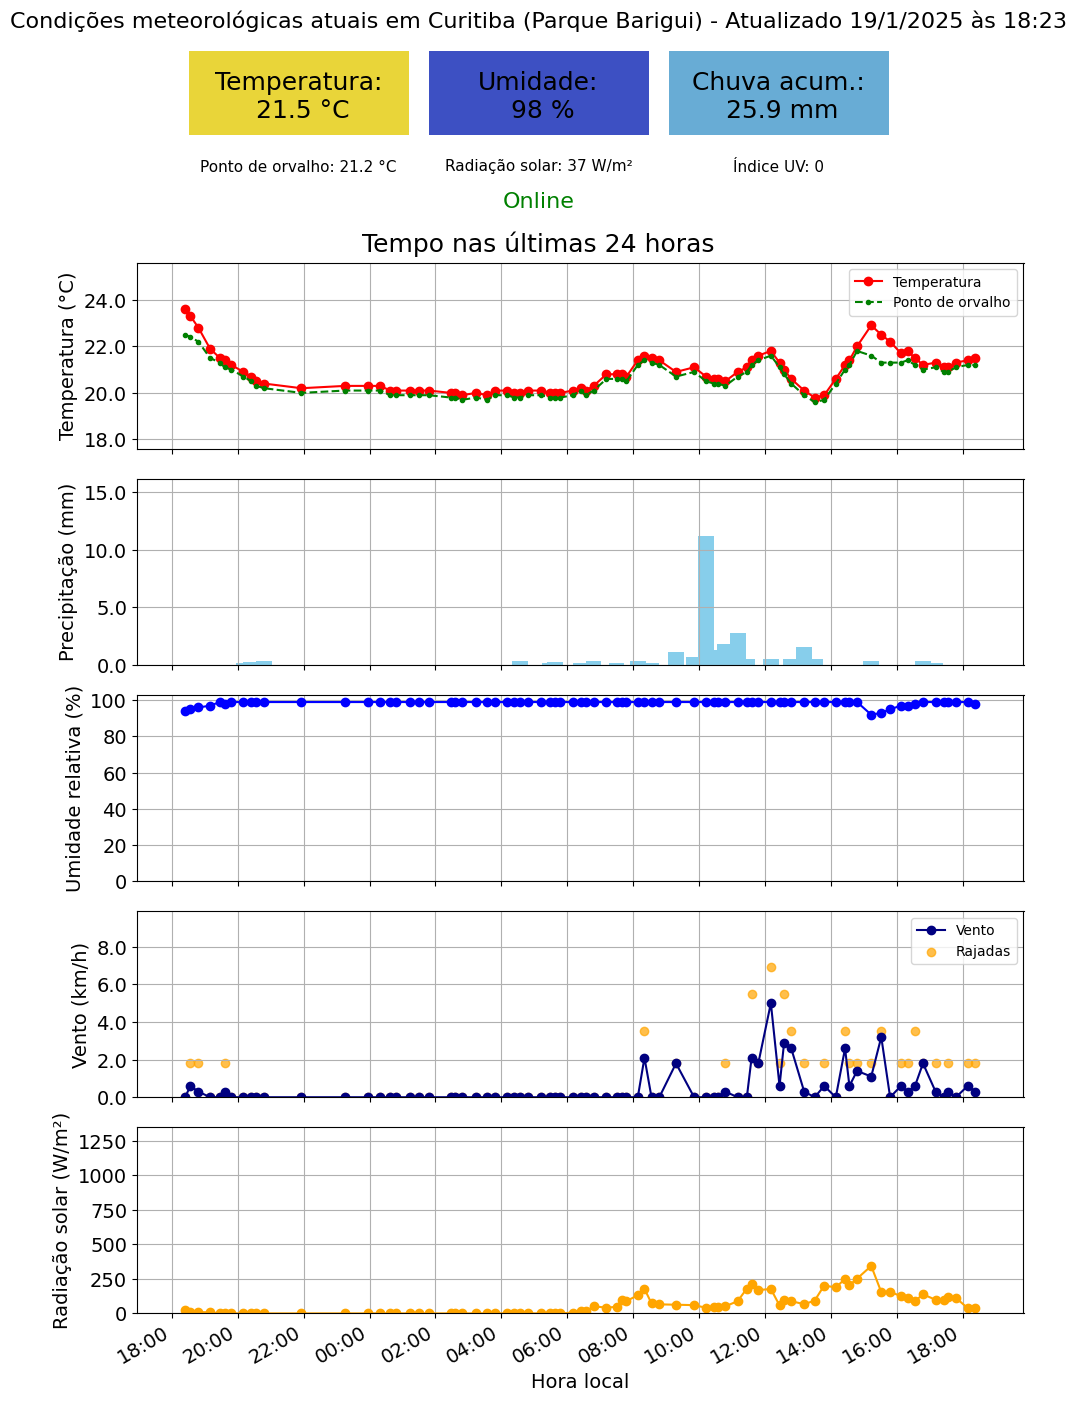 Condições meteorológicas atuais em Curitiba (Parque Barigui) - Atualizado 19/1/2025 às 18:23
Temperatura:
21.5 °C
Umidade:
98 %
Chuva acum.:
25.9 mm
Ponto de orvalho: 21.2 °C
Radiação solar: 37 W/m²
Índice UV: 0
Online
Tempo nas últimas 24 horas
Temperatura (°C)
24.0
22.0
20.0
18.0
Temperatura
Ponto de orvalho
Precipitação (mm)
15.0
10.0
5.0
0.0
Umidade relativa (%)
100
80
60
40
20
0
Vento (km/h)
8.0
6.0
4.0
2.0
0.0
Vento
Rajadas
Radiação solar (W/m²)
1250
1000
750
500
250
0
18:00
20:00
22:00
00:00
02:00
04:00
06:00
08:00
10:00
12:00
14:00
16:00
18:00
Hora local